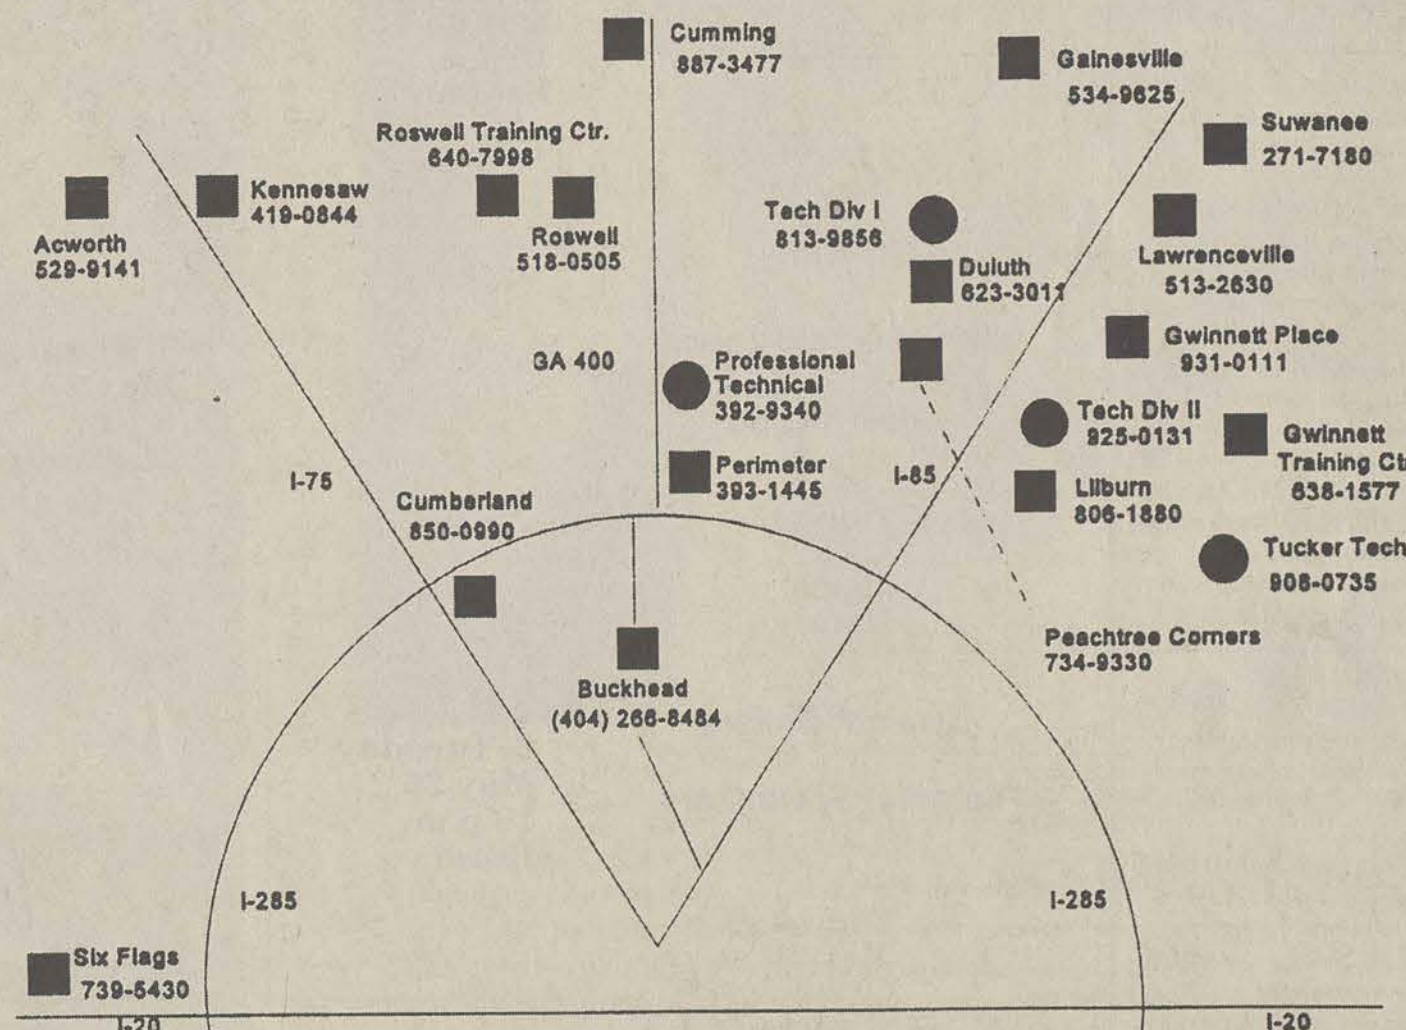 Cumming
887-3477
Gainesville
534-9625
Suwanee
271-7180
Roswell Training Ctr.
640-7998
Kennesaw
419-0844
Acworth
529-9141
Roswell
518-0505
Tech Div I
813-9856
Duluth
623-3011
Lawrenceville
513-2630
Gwinnett Place
931-0111
GA 400
Professional
Technical
392-9340
Tech Div II
925-0131
Gwinnett
Training Ct
638-1577
Perimeter
393-1445
I-75
I-85
Cumberland
850-0990
Lilburn
806-1880
Tucker Tech
908-0735
Peachtree Corners
734-9330
Buckhead
(404) 266-8484
I-285
I-285
Six Flags
739-5430
I-20
I-20